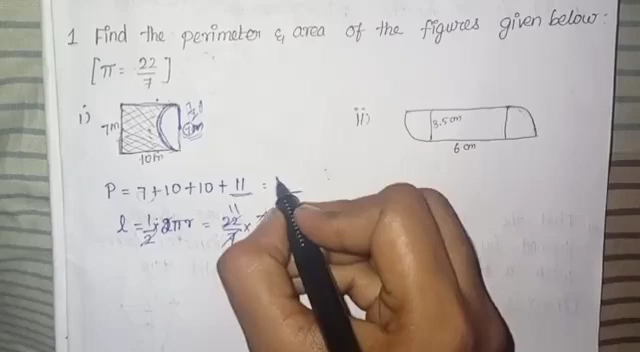 1 Find the perimeter & area of the figures given below:
[π = 22/7]
i)
7m
10m
ii)
3.5 cm
6 cm
P = 7+10+10+11 =
l = 1/2 × 2πr = 22/7 ×
11